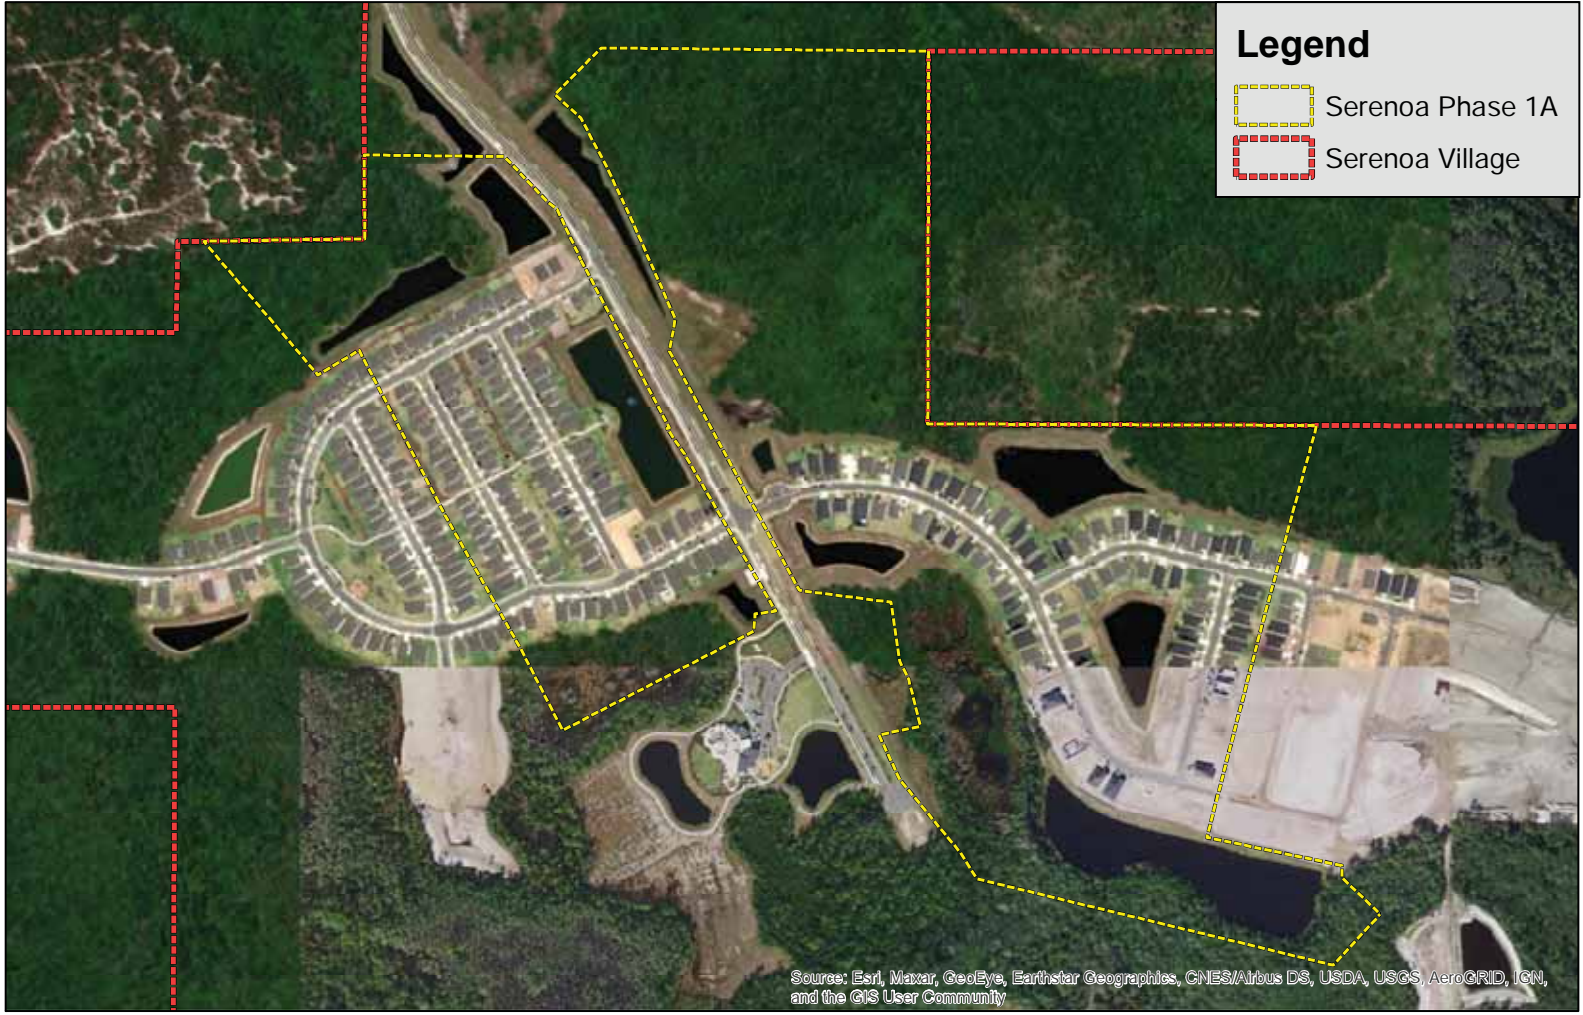 Legend
Serenoa Phase 1A
Serenoa Village
Source: Esri, Maxar, GeoEye, Earthstar Geographics, CNES/Airbus DS, USDA, USGS, AeroGRID, IGN,
and the GIS User Community